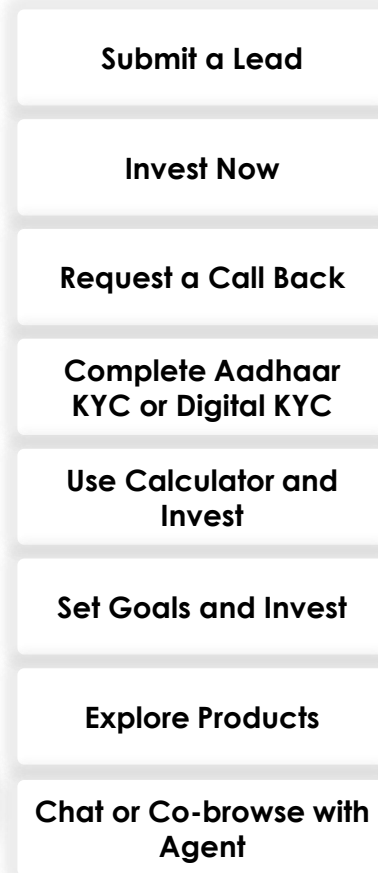 Submit a Lead
Invest Now
Request a Call Back
Complete Aadhaar
KYC or Digital KYC
Use Calculator and
Invest
Set Goals and Invest
Explore Products
Chat or Co-browse with
Agent